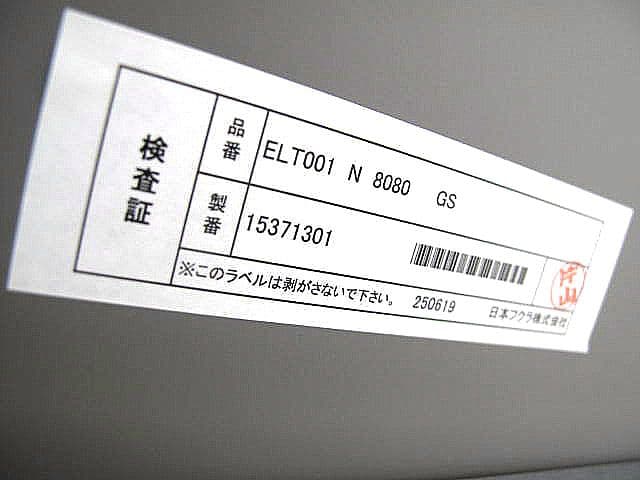 検査証
品番 ELT001 N 8080 GS
製番 15371301
※このラベルは剥がさないで下さい。 250619 日本フクラ株式会社